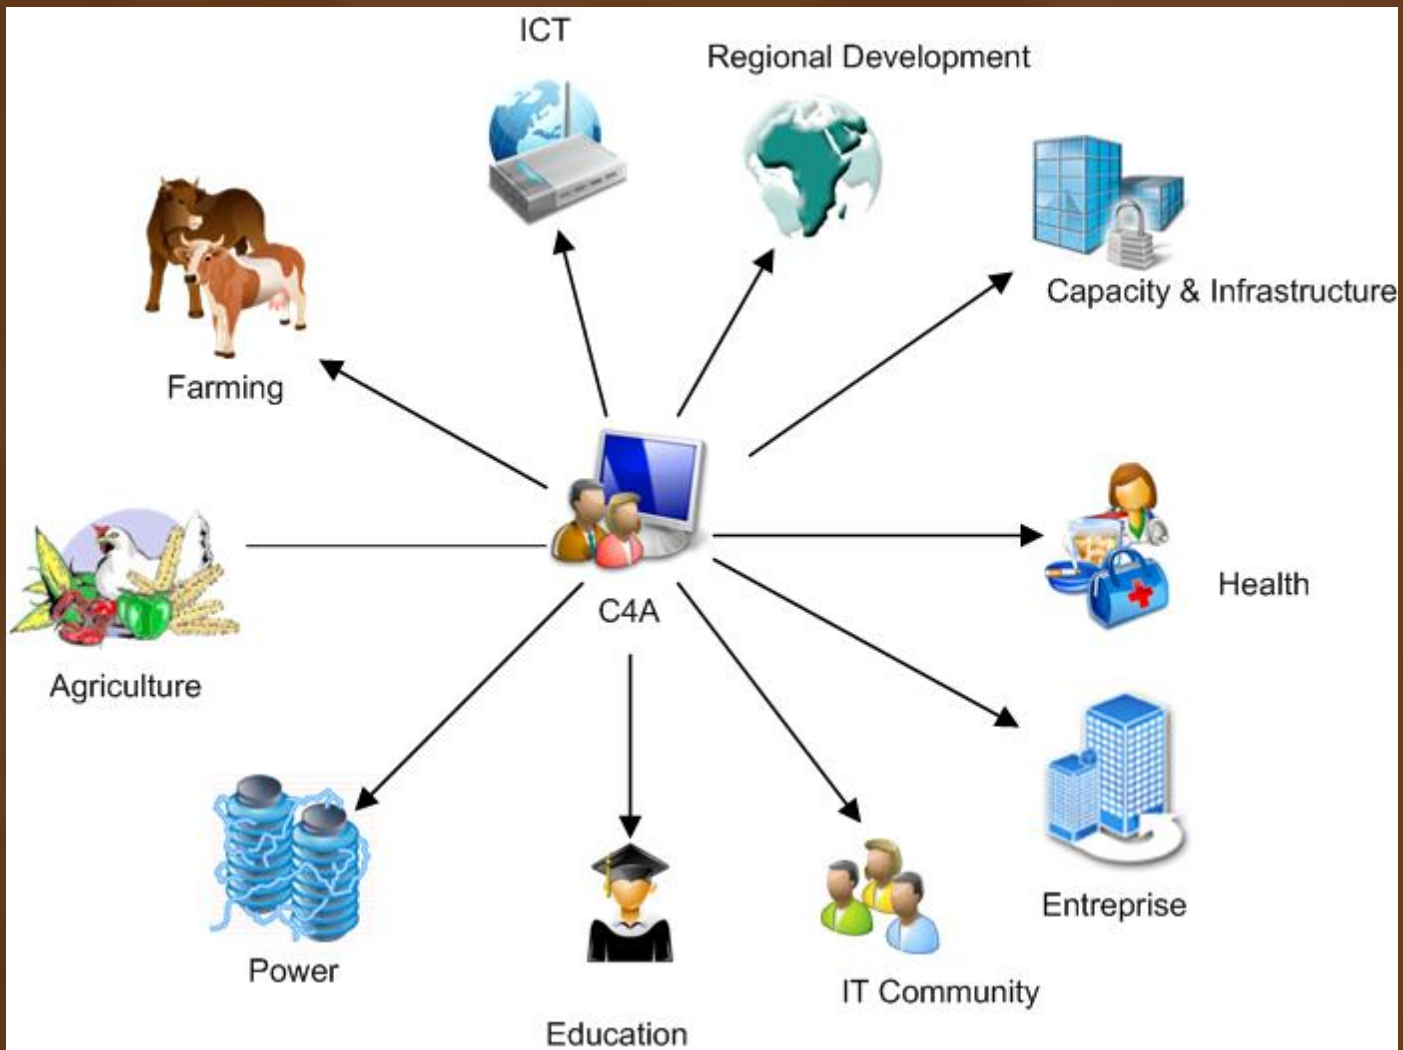 ICT
Regional Development
Capacity & Infrastructure
Farming
Health
C4A
Agriculture
Entreprise
Power
IT Community
Education